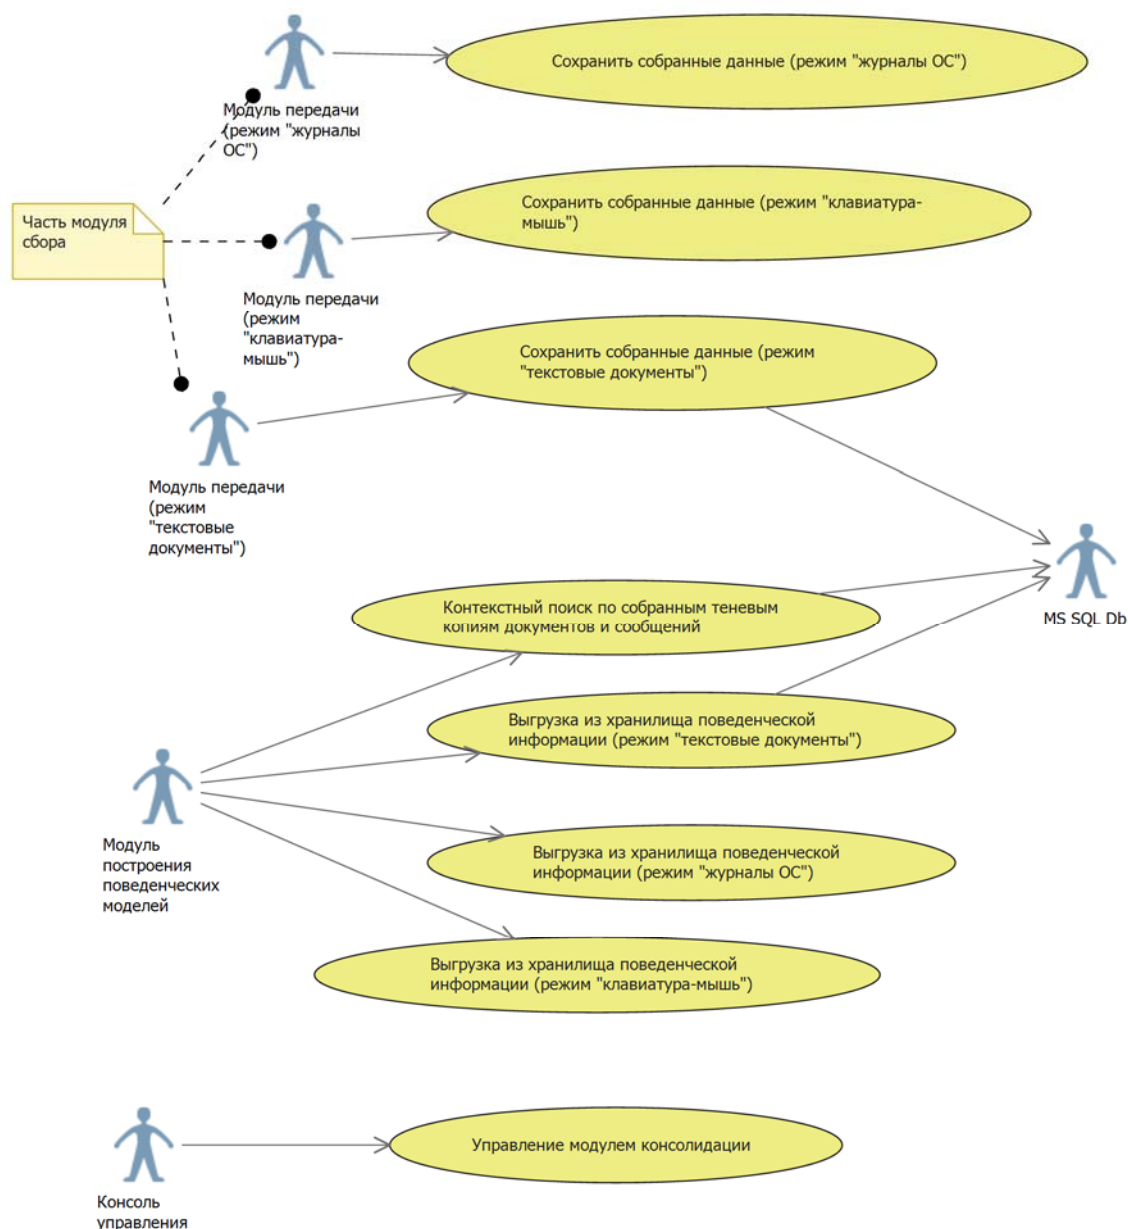 Сохранить собранные данные (режим "журналы ОС")
Модуль передачи
(режим "журналы
ОС")
Часть модуля
сбора
Сохранить собранные данные (режим "клавиатура-
мышь")
Модуль передачи
(режим
"клавиатура-
мышь")
Сохранить собранные данные (режим
"текстовые документы")
Модуль передачи
(режим
"текстовые
документы")
MS SQL Db
Контекстный поиск по собранным теневым
копиям документов и сообщений
Выгрузка из хранилища поведенческой
информации (режим "текстовые документы")
Модуль
построения
поведенческих
моделей
Выгрузка из хранилища поведенческой
информации (режим "журналы ОС")
Выгрузка из хранилища поведенческой
информации (режим "клавиатура-мышь")
Управление модулем консолидации
Консоль
управления